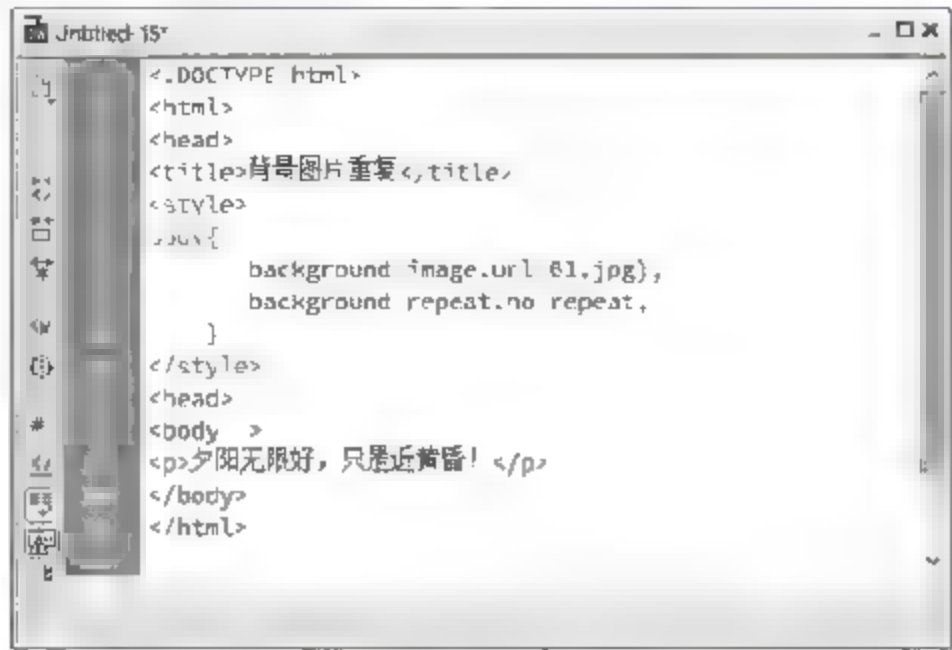 Untitled-15*
<!DOCTYPE html>
<html>
<head>
<title>背景图片重复</title>
<style>
body{
background-image:url(01.jpg);
background-repeat:no-repeat;
}
</style>
<head>
<body >
<p>夕阳无限好，只是近黄昏！</p>
</body>
</html>